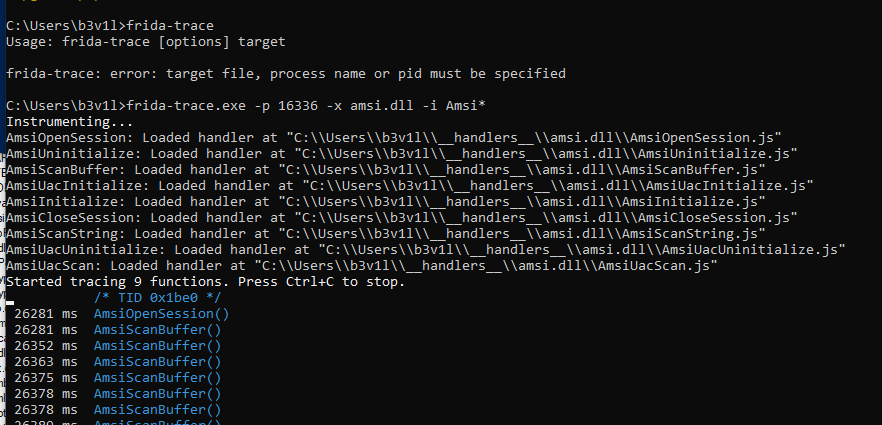 C:\Users\b3v1l>frida-trace
Usage: frida-trace [options] target
frida-trace: error: target file, process name or pid must be specified
C:\Users\b3v1l>frida-trace.exe -p 16336 -x amsi.dll -i Amsi*
Instrumenting...
AmsiOpenSession: Loaded handler at "C:\\Users\\b3v1l\\__handlers__\\amsi.dll\\AmsiOpenSession.js"
AmsiUninitialize: Loaded handler at "C:\\Users\\b3v1l\\__handlers__\\amsi.dll\\AmsiUninitialize.js"
AmsiScanBuffer: Loaded handler at "C:\\Users\\b3v1l\\__handlers__\\amsi.dll\\AmsiScanBuffer.js"
AmsiUacInitialize: Loaded handler at "C:\\Users\\b3v1l\\__handlers__\\amsi.dll\\AmsiUacInitialize.js"
AmsiInitialize: Loaded handler at "C:\\Users\\b3v1l\\__handlers__\\amsi.dll\\AmsiInitialize.js"
AmsiCloseSession: Loaded handler at "C:\\Users\\b3v1l\\__handlers__\\amsi.dll\\AmsiCloseSession.js"
AmsiScanString: Loaded handler at "C:\\Users\\b3v1l\\__handlers__\\amsi.dll\\AmsiScanString.js"
AmsiUacUninitialize: Loaded handler at "C:\\Users\\b3v1l\\__handlers__\\amsi.dll\\AmsiUacUninitialize.js"
AmsiUacScan: Loaded handler at "C:\\Users\\b3v1l\\__handlers__\\amsi.dll\\AmsiUacScan.js"
Started tracing 9 functions. Press Ctrl+C to stop.
/* TID 0x1be0 */
26281 ms AmsiOpenSession()
26281 ms AmsiScanBuffer()
26352 ms AmsiScanBuffer()
26363 ms AmsiScanBuffer()
26375 ms AmsiScanBuffer()
26378 ms AmsiScanBuffer()
26378 ms AmsiScanBuffer()